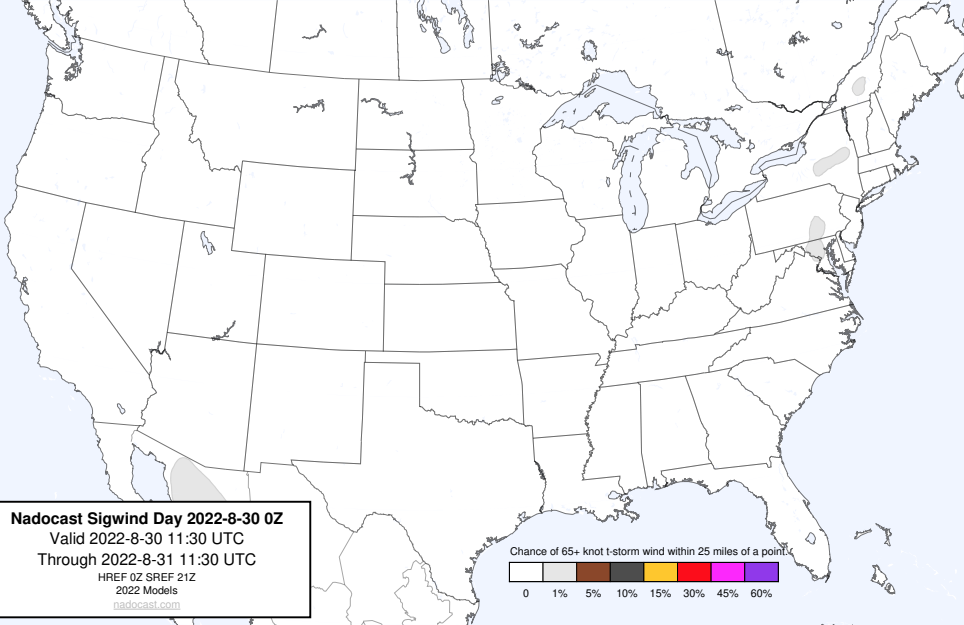 Nadocast Sigwind Day 2022-8-30 0Z
Valid 2022-8-30 11:30 UTC
Through 2022-8-31 11:30 UTC
HREF 0Z SREF 21Z
2022 Models
nadocast.com
Chance of 65+ knot t-storm wind within 25 miles of a point.
0 1% 5% 10% 15% 30% 45% 60%